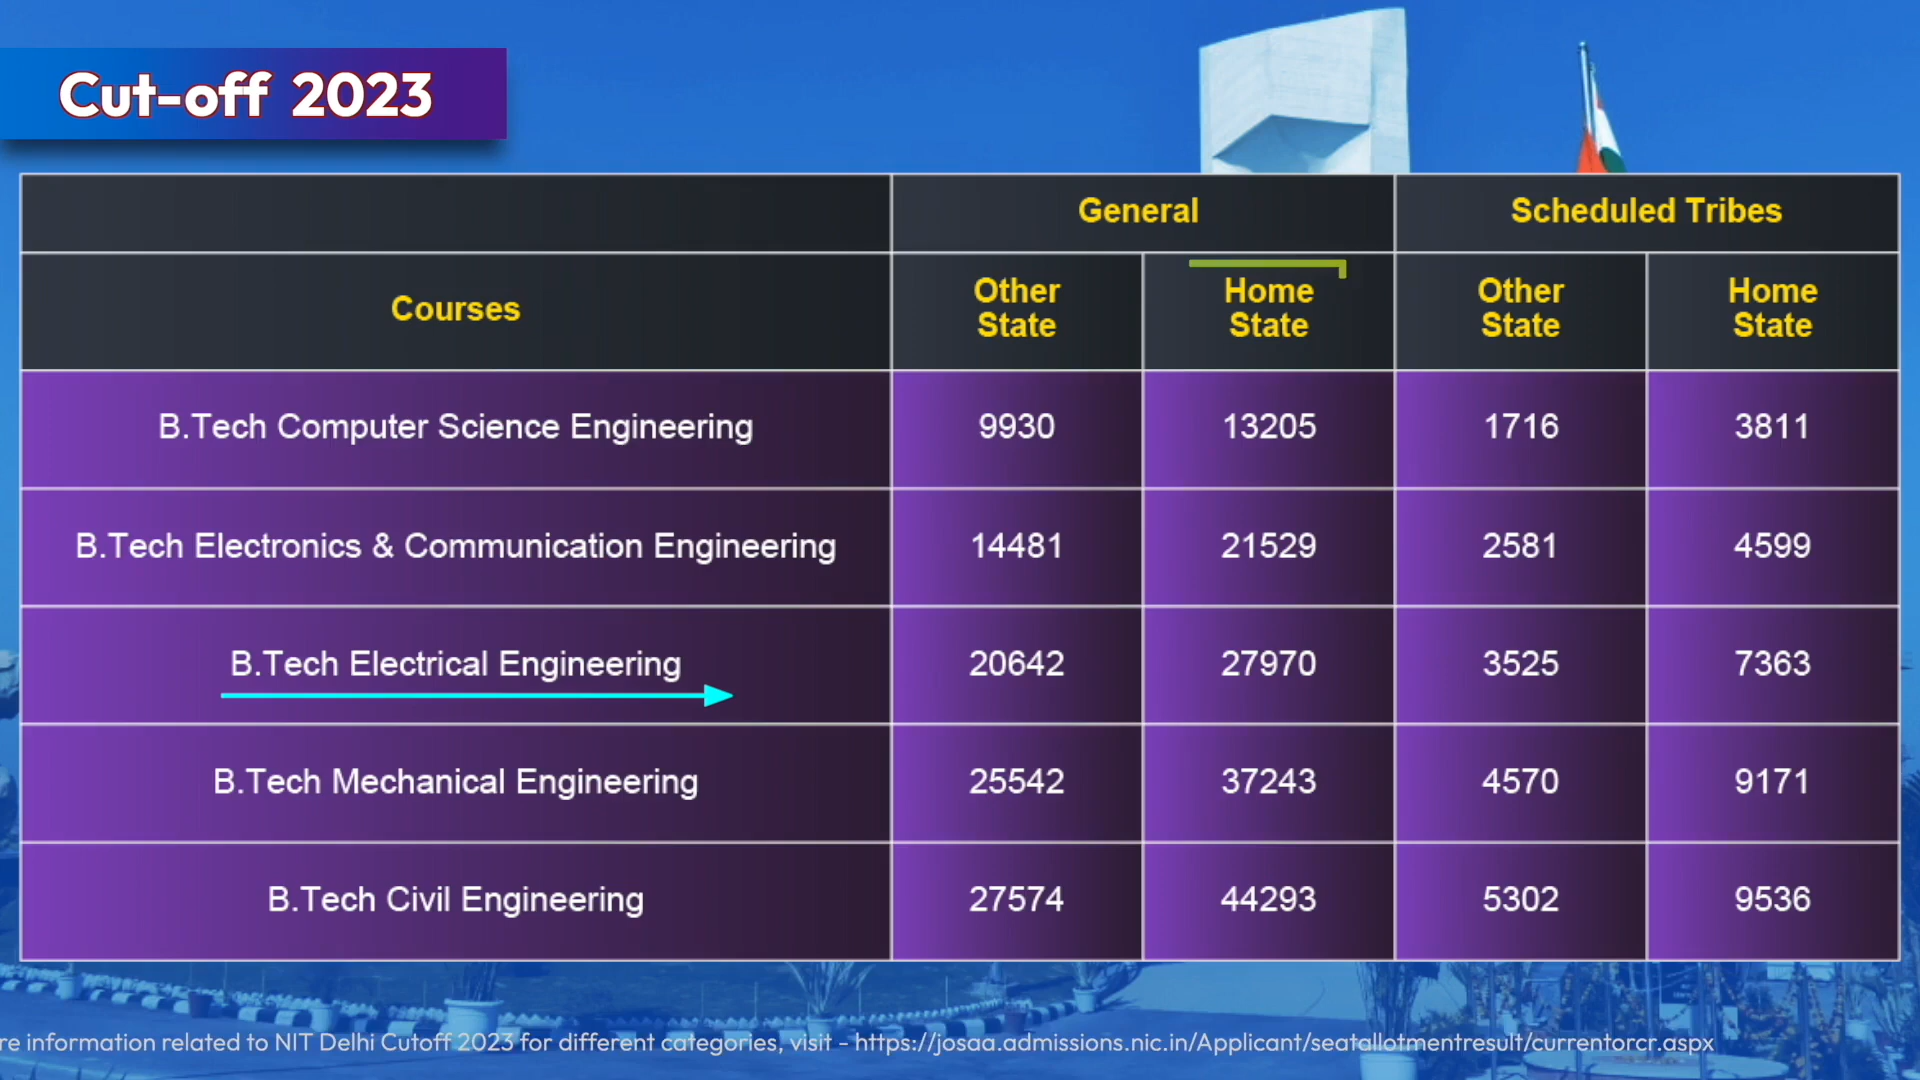 Cut-off 2023
General
Scheduled Tribes
Courses
Other State
Home State
Other State
Home State
B.Tech Computer Science Engineering 9930 13205 1716 3811
B.Tech Electronics & Communication Engineering 14481 21529 2581 4599
B.Tech Electrical Engineering 20642 27970 3525 7363
B.Tech Mechanical Engineering 25542 37243 4570 9171
B.Tech Civil Engineering 27574 44293 5302 9536
re information related to NIT Delhi Cutoff 2023 for different categories, visit - https://josaa.admissions.nic.in/Applicant/seatallotmentresult/currentorcr.aspx